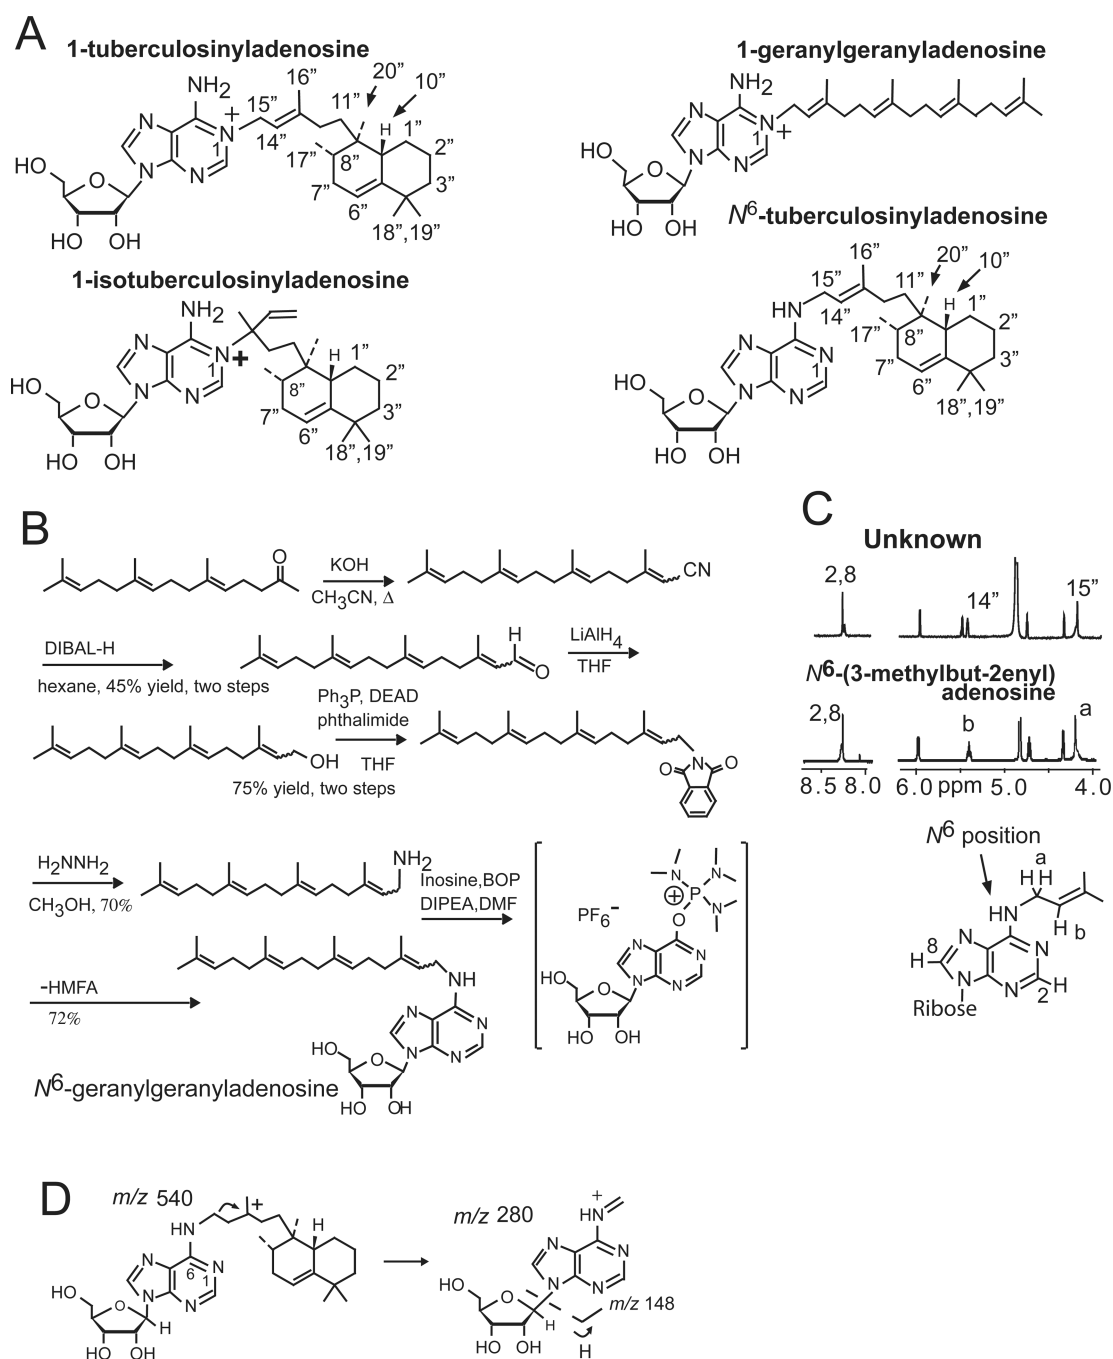 A
1-tuberculosinyladenosine
NH2
N
N
1
N
+
N
HO
O
HO
OH
15”
14”
16”
11”
20”
10”
H
1”
2”
3”
17”
8”
7”
6”
18”,19”
1-geranylgeranyladenosine
NH2
N
N
1
N
+
N
HO
O
HO
OH
1-isotuberculosinyladenosine
NH2
N
N
1
N
+
N
HO
O
HO
OH
H
1”
2”
3”
8”
7”
6”
18”,19”
N6-tuberculosinyladenosine
HN
N
N
N
1
N
HO
O
HO
OH
15”
14”
16”
11”
20”
10”
H
1”
2”
3”
17”
8”
7”
6”
18”,19”
B
O
KOH
CH3CN, Δ
CN
DIBAL-H
hexane, 45% yield, two steps
H
O
LiAlH4
THF
OH
Ph3P, DEAD
phthalimide
THF
75% yield, two steps
N
O
O
H2NNH2
CH3OH, 70%
NH2
Inosine,BOP
DIPEA,DMF
PF6−
N
N
P
+
N
O
N
N
N
N
HO
O
HO
OH
-HMFA
72%
NH
N
N
N
N
HO
O
HO
OH
N6-geranylgeranyladenosine
C
Unknown
2,8
14”
15”
N6-(3-methylbut-2enyl)
adenosine
2,8
b
a
8.5 8.0
6.0 ppm 5.0 4.0
N6 position
a
H H
HN
H
b
H
8
N
N
N
N
2
H
Ribose
D
m/z 540
+
HN
H
N
N
6
1
N
N
HO
O
H
HO
OH
m/z 280
+
HN
N
N
N
N
HO
O
H
HO
OH
m/z 148
H